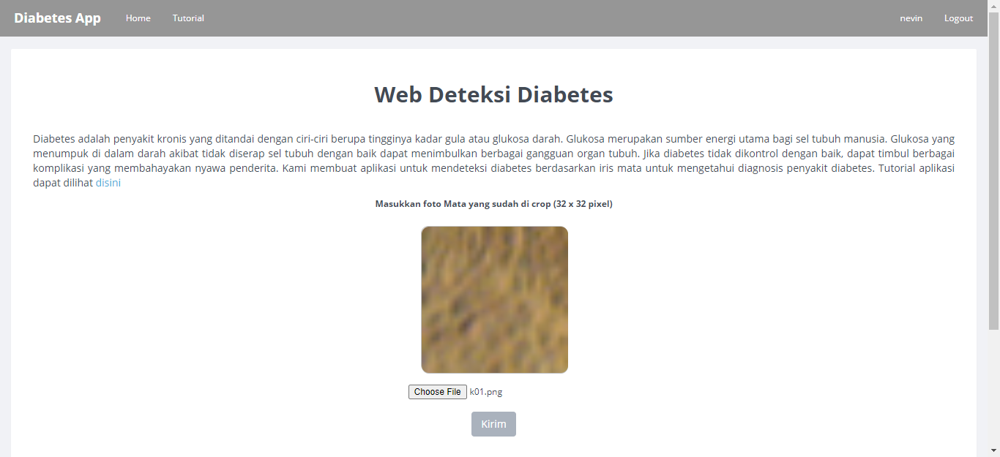 Diabetes App Home Tutorial nevin Logout
Web Deteksi Diabetes
Diabetes adalah penyakit kronis yang ditandai dengan ciri-ciri berupa tingginya kadar gula atau glukosa darah. Glukosa merupakan sumber energi utama bagi sel tubuh manusia. Glukosa yang
menumpuk di dalam darah akibat tidak diserap sel tubuh dengan baik dapat menimbulkan berbagai gangguan organ tubuh. Jika diabetes tidak dikontrol dengan baik, dapat timbul berbagai
komplikasi yang membahayakan nyawa penderita. Kami membuat aplikasi untuk mendeteksi diabetes berdasarkan iris mata untuk mengetahui diagnosis penyakit diabetes. Tutorial aplikasi
dapat dilihat disini
Masukkan foto Mata yang sudah di crop (32 x 32 pixel)
Choose File k01.png
Kirim